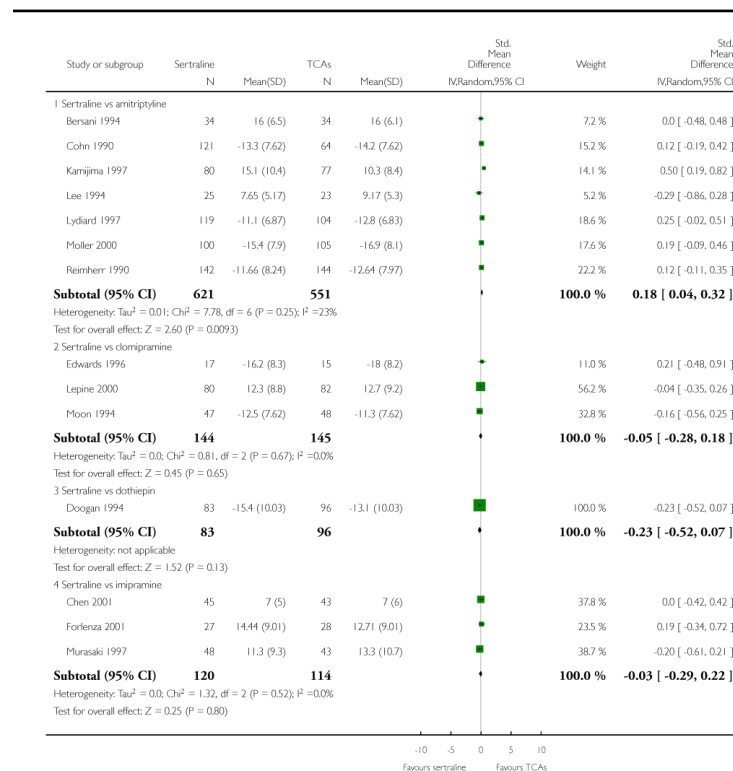 Study or subgroup Sertraline TCAs Std. Mean Difference Weight Std. Mean Difference
N Mean(SD) N Mean(SD) IV,Random,95% CI IV,Random,95% CI
1 Sertraline vs amitriptyline
Bersani 1994 34 16 (6.5) 34 16 (6.1) 7.2 % 0.0 [ -0.48, 0.48 ]
Cohn 1990 121 -13.3 (7.62) 64 -14.2 (7.62) 15.2 % 0.12 [ -0.19, 0.42 ]
Kamijima 1997 80 15.1 (10.4) 77 10.3 (8.4) 14.1 % 0.50 [ 0.19, 0.82 ]
Lee 1994 25 7.65 (5.17) 23 9.17 (5.3) 5.2 % -0.29 [ -0.86, 0.28 ]
Lydiard 1997 119 -11.1 (6.87) 104 -12.8 (6.83) 18.6 % 0.25 [ -0.02, 0.51 ]
Moller 2000 100 -15.4 (7.9) 105 -16.9 (8.1) 17.6 % 0.19 [ -0.09, 0.46 ]
Reimherr 1990 142 -11.66 (8.24) 144 -12.64 (7.97) 22.2 % 0.12 [ -0.11, 0.35 ]
Subtotal (95% CI) 621 551 100.0 % 0.18 [ 0.04, 0.32 ]
Heterogeneity: Tau² = 0.01; Chi² = 7.78, df = 6 (P = 0.25); I² =23%
Test for overall effect: Z = 2.60 (P = 0.0093)
2 Sertraline vs clomipramine
Edwards 1996 17 -16.2 (8.3) 15 -18 (8.2) 11.0 % 0.21 [ -0.48, 0.91 ]
Lepine 2000 80 12.3 (8.8) 82 12.7 (9.2) 56.2 % -0.04 [ -0.35, 0.26 ]
Moon 1994 47 -12.5 (7.62) 48 -11.3 (7.62) 32.8 % -0.16 [ -0.56, 0.25 ]
Subtotal (95% CI) 144 145 100.0 % -0.05 [ -0.28, 0.18 ]
Heterogeneity: Tau² = 0.0; Chi² = 0.81, df = 2 (P = 0.67); I² =0.0%
Test for overall effect: Z = 0.45 (P = 0.65)
3 Sertraline vs dothiepin
Doogan 1994 83 -15.4 (10.03) 96 -13.1 (10.03) 100.0 % -0.23 [ -0.52, 0.07 ]
Subtotal (95% CI) 83 96 100.0 % -0.23 [ -0.52, 0.07 ]
Heterogeneity: not applicable
Test for overall effect: Z = 1.52 (P = 0.13)
4 Sertraline vs imipramine
Chen 2001 45 7 (5) 43 7 (6) 37.8 % 0.0 [ -0.42, 0.42 ]
Forlenza 2001 27 14.44 (9.01) 28 12.71 (9.01) 23.5 % 0.19 [ -0.34, 0.72 ]
Murasaki 1997 48 11.3 (9.3) 43 13.3 (10.7) 38.7 % -0.20 [ -0.61, 0.21 ]
Subtotal (95% CI) 120 114 100.0 % -0.03 [ -0.29, 0.22 ]
Heterogeneity: Tau² = 0.0; Chi² = 1.32, df = 2 (P = 0.52); I² =0.0%
Test for overall effect: Z = 0.25 (P = 0.80)
-10 -5 0 5 10
Favours sertraline Favours TCAs